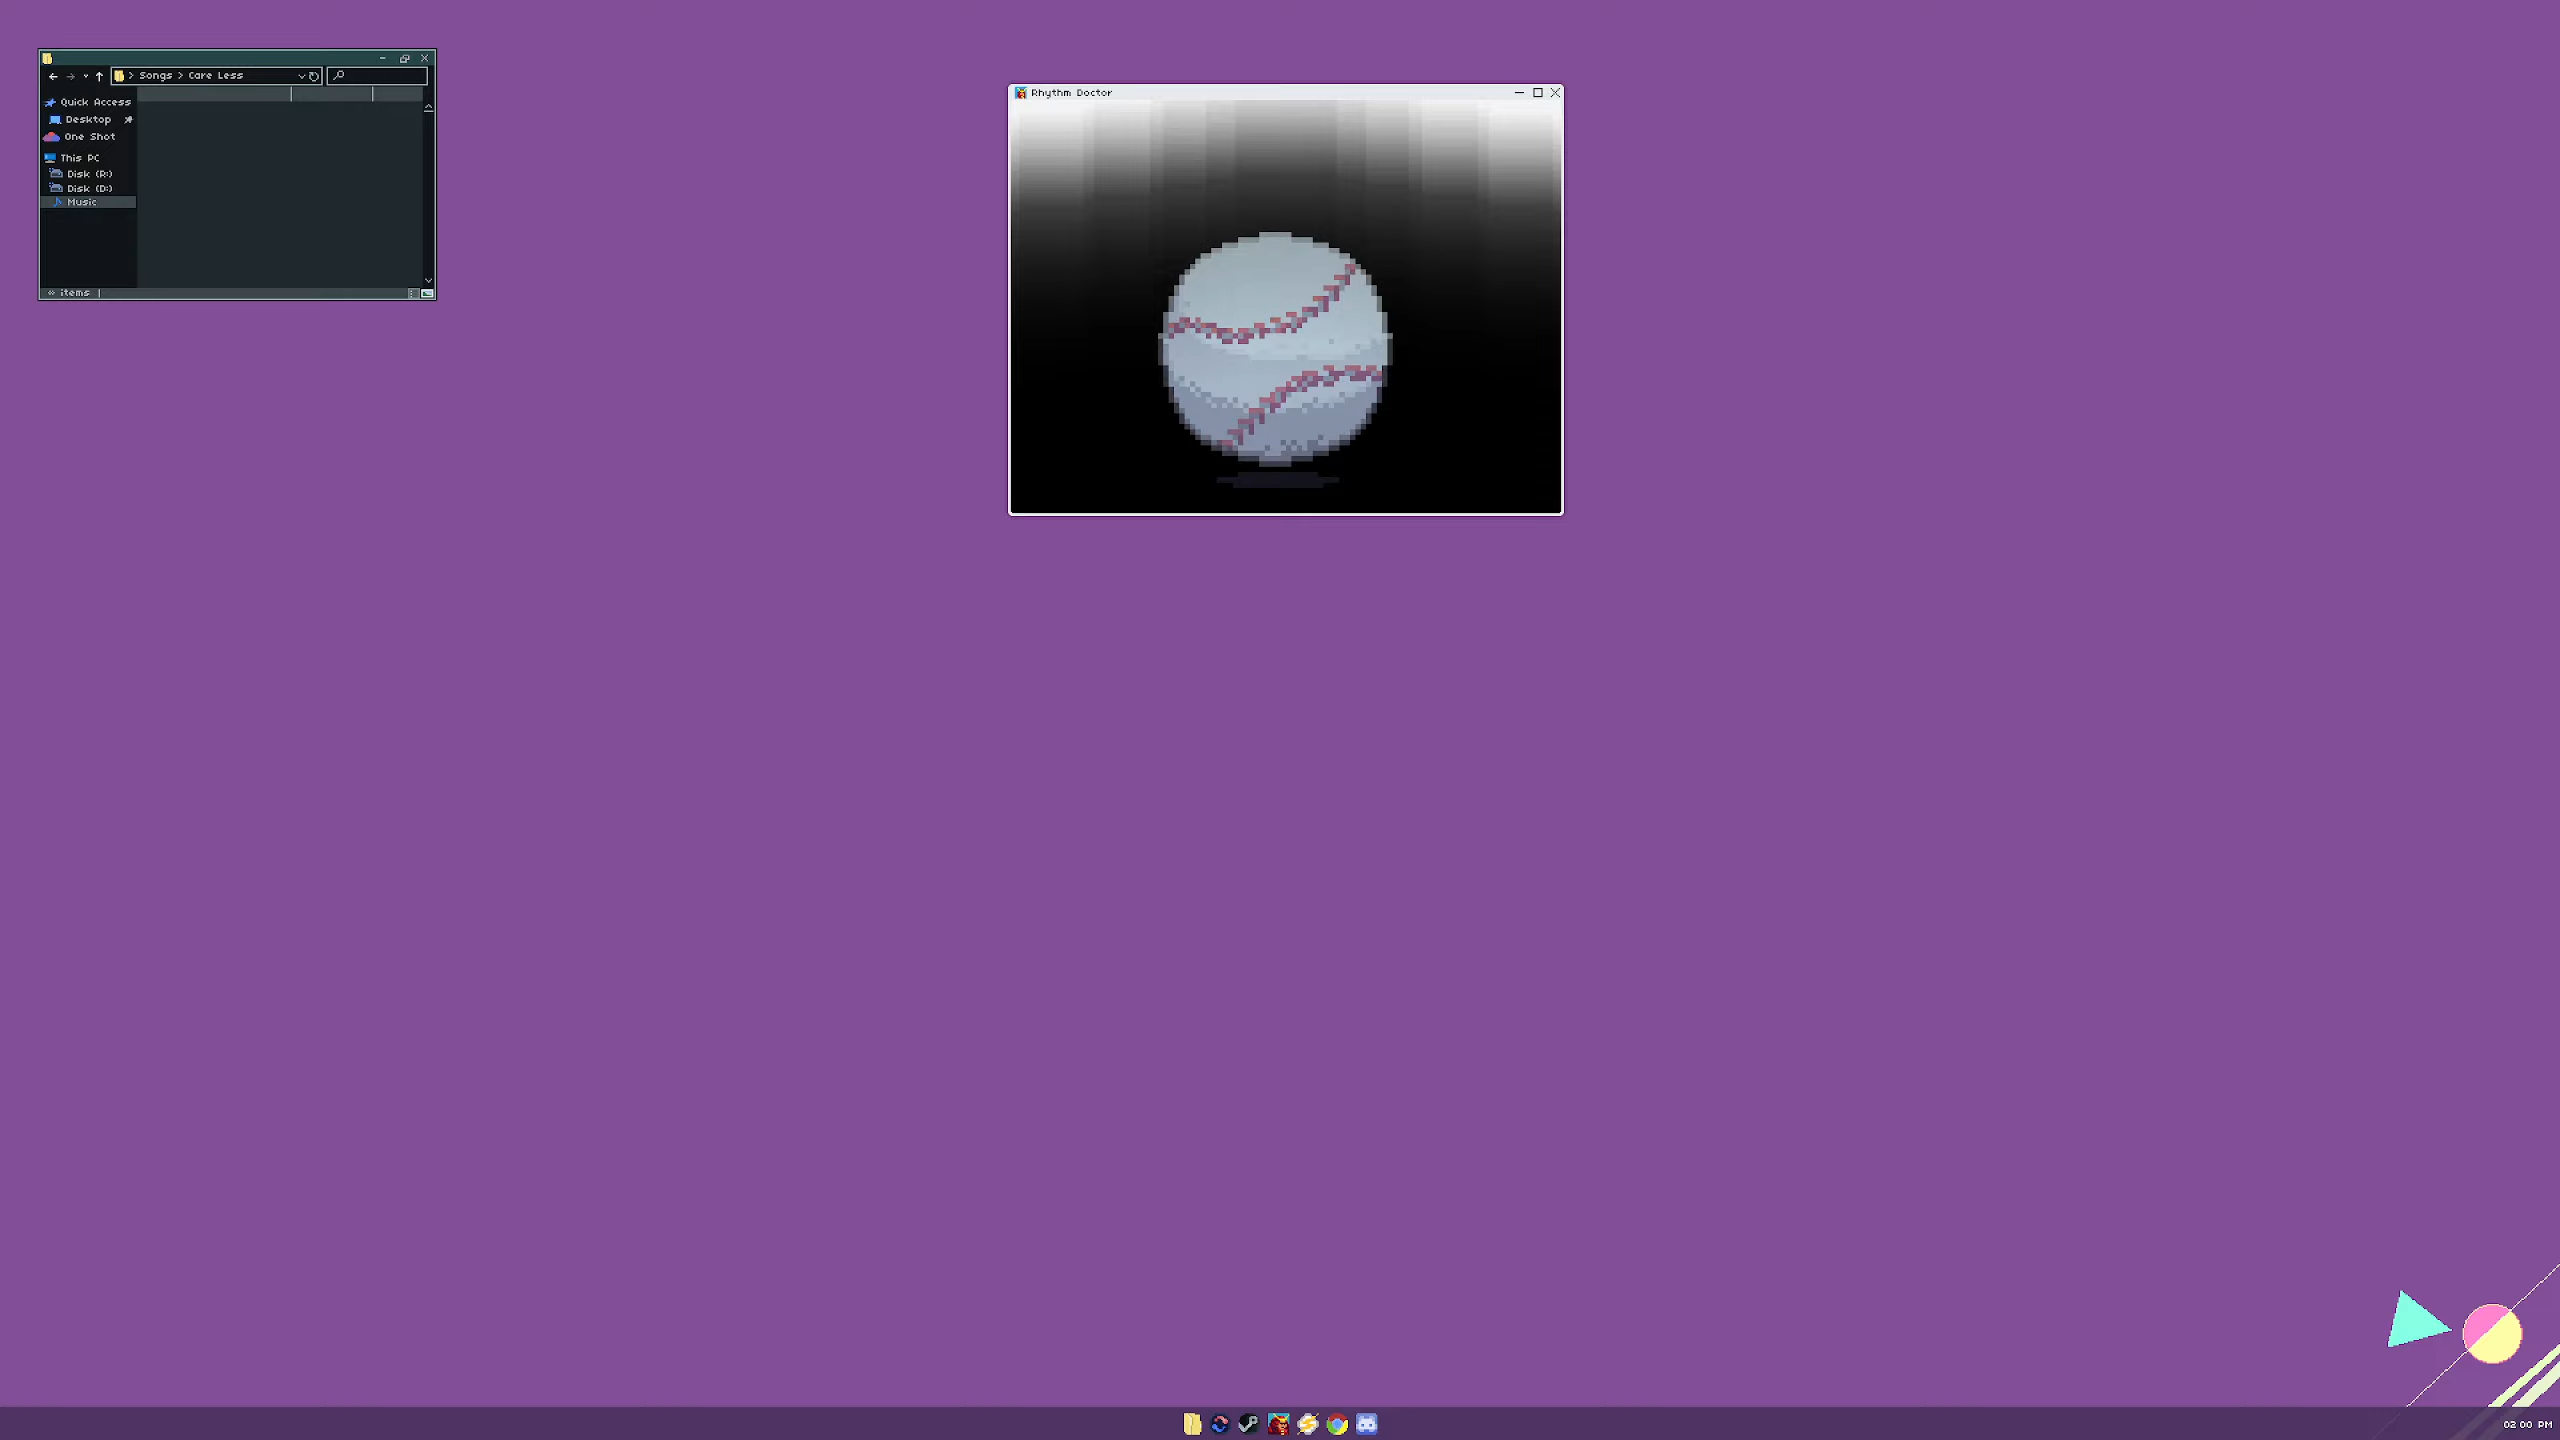 Songs > Care Less
Quick Access
Desktop
One Shot
This PC
Disk (R:)
Disk (D:)
Music
∞ items |
Rhythm Doctor
02:00 PM